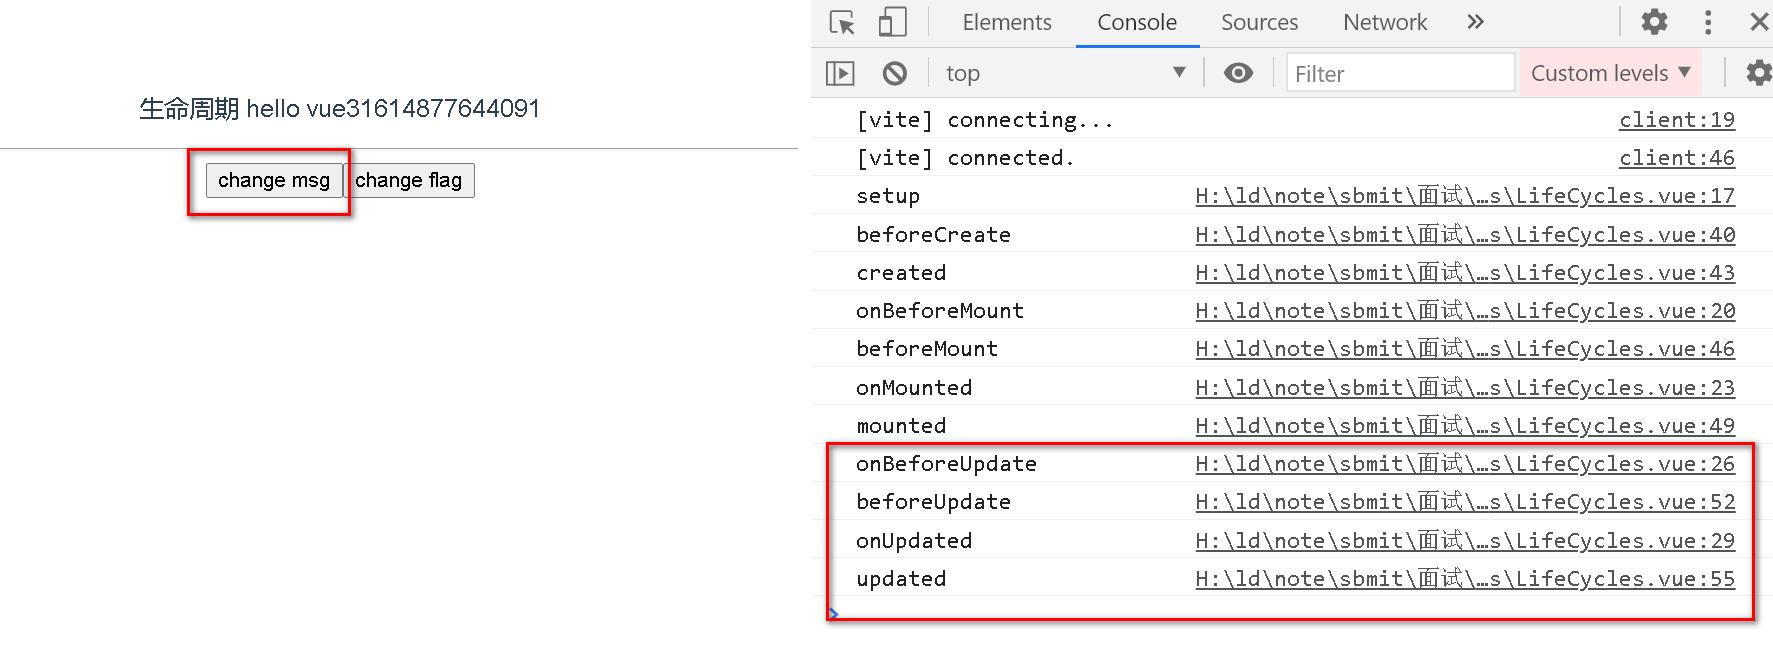 生命周期 hello vue31614877644091
change msg
change flag
Elements Console Sources Network
top Filter Custom levels ▼
[vite] connecting... client:19
[vite] connected. client:46
setup H:\ld\note\sbmit\面试\…s\LifeCycles.vue:17
beforeCreate H:\ld\note\sbmit\面试\…s\LifeCycles.vue:40
created H:\ld\note\sbmit\面试\…s\LifeCycles.vue:43
onBeforeMount H:\ld\note\sbmit\面试\…s\LifeCycles.vue:20
beforeMount H:\ld\note\sbmit\面试\…s\LifeCycles.vue:46
onMounted H:\ld\note\sbmit\面试\…s\LifeCycles.vue:23
mounted H:\ld\note\sbmit\面试\…s\LifeCycles.vue:49
onBeforeUpdate H:\ld\note\sbmit\面试\…s\LifeCycles.vue:26
beforeUpdate H:\ld\note\sbmit\面试\…s\LifeCycles.vue:52
onUpdated H:\ld\note\sbmit\面试\…s\LifeCycles.vue:29
updated H:\ld\note\sbmit\面试\…s\LifeCycles.vue:55